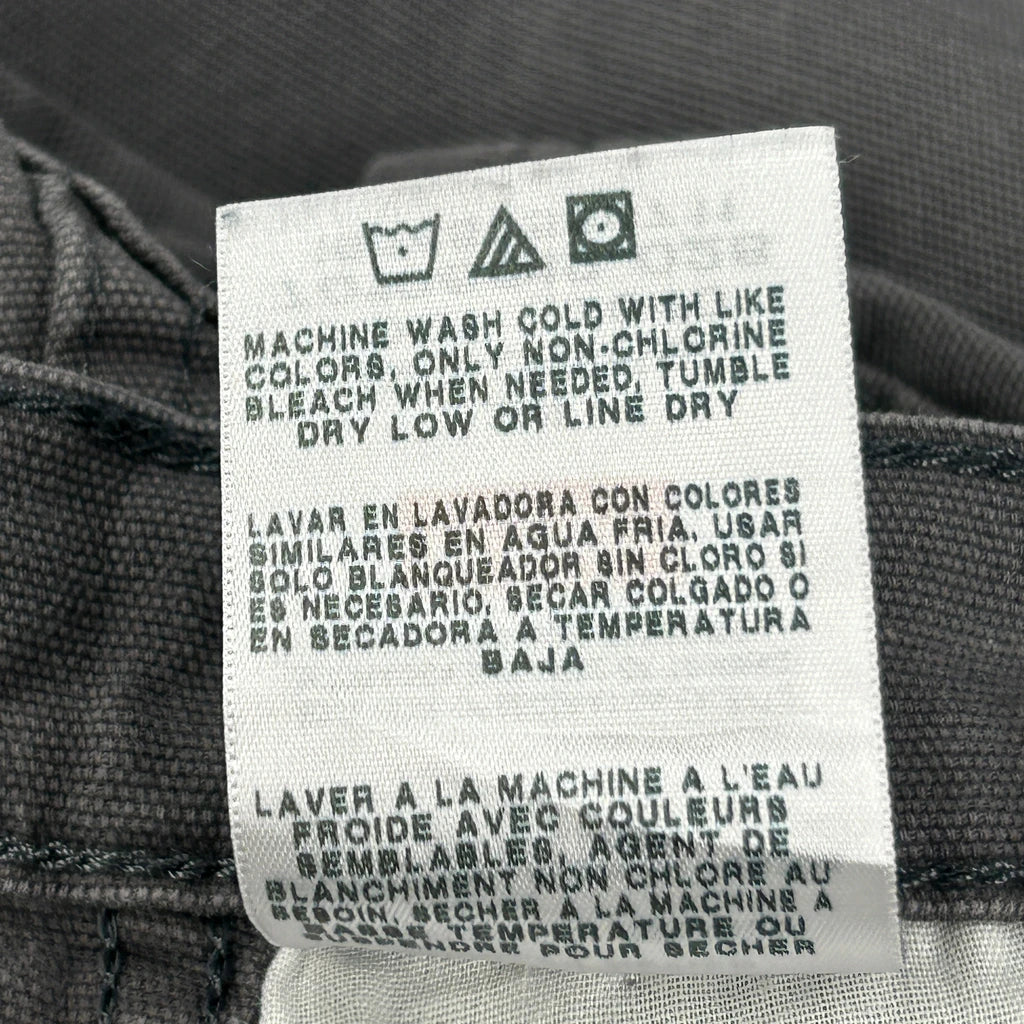 MACHINE WASH COLD WITH LIKE
COLORS, ONLY NON-CHLORINE
BLEACH WHEN NEEDED, TUMBLE
DRY LOW OR LINE DRY
LAVAR EN LAVADORA CON COLORES
SIMILARES EN AGUA FRIA, USAR
SOLO BLANQUEADOR SIN CLORO SI
ES NECESARIO, SECAR COLGADO O
EN SECADORA A TEMPERATURA
BAJA
LAVER A LA MACHINE A L'EAU
FROIDE AVEC COULEURS
SEMBLABLES, AGENT DE
BLANCHIMENT NON CHLORE AU
BESOIN, SECHER A LA MACHINE A
BASSE TEMPERATURE OU
SUSPENDRE POUR SECHER